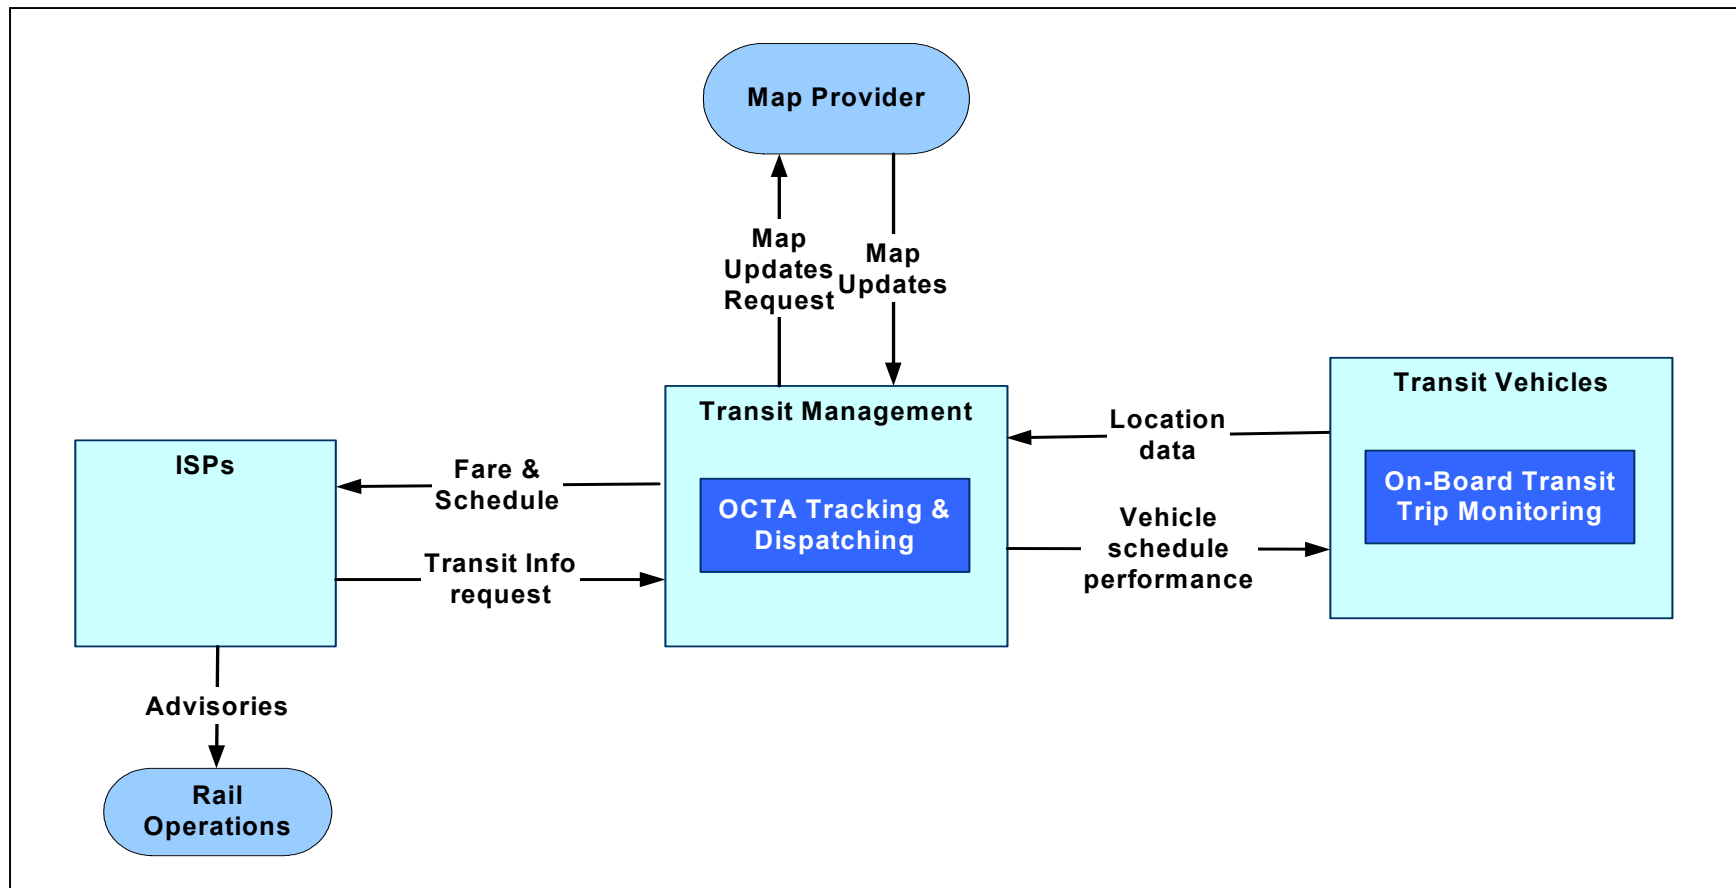 Map Provider
Map
Updates
Request
Map
Updates
Transit Vehicles
On-Board Transit
Trip Monitoring
Transit Management
OCTA Tracking &
Dispatching
Location
data
Vehicle
schedule
performance
ISPs
Fare &
Schedule
Transit Info
request
Advisories
Rail
Operations